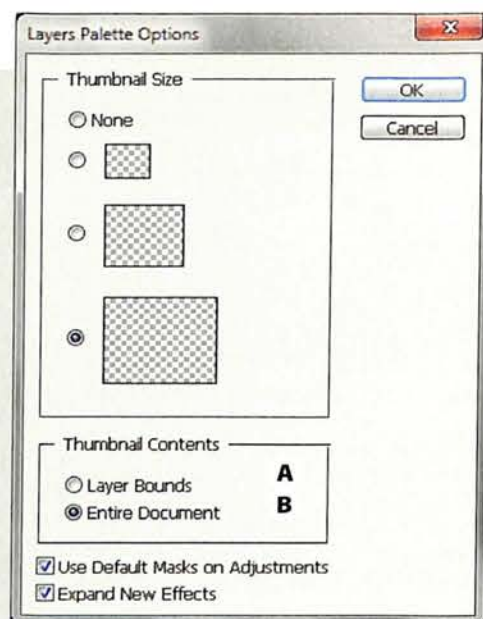 Layers Palette Options
Thumbnail Size
OK
None
Cancel
Thumbnail Contents
Layer Bounds A
Entire Document B
Use Default Masks on Adjustments
Expand New Effects